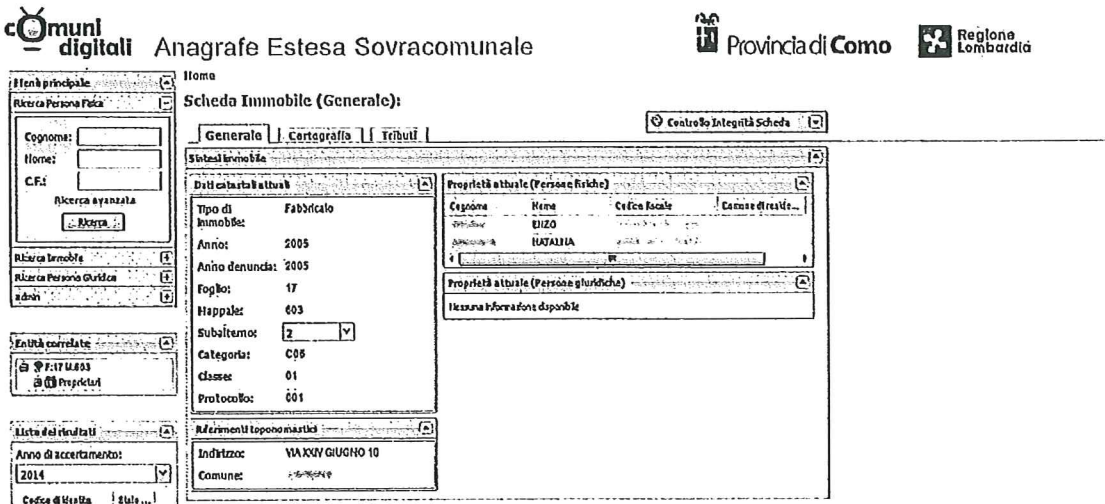 comuni
digitali Anagrafe Estesa Sovracomunale
Provincia di Como
Regione
Lombardia
Menù principale
Ricerca Persona Fisica
Cognome:
Nome:
C.F.:
Ricerca avanzata
Ricerca
Ricerca Immobile
Ricerca Persona Giuridica
admin
Entità correlate
F:17 M.603
Proprietari
Lista dei risultati
Anno di accertamento:
2014
Codice di Identita
Stato ...
Home
Scheda Immobile (Generale):
Controllo Integrità Scheda
Generale Cartografia Tributi
Sintesi immobile
Dati catastali attuali
Tipo di Immobile: Fabbricato
Anno: 2005
Anno denuncia: 2005
Foglio: 17
Mappale: 603
Subalterno: 2
Categoria: C06
Classe: 01
Protocollo: 001
Riferimenti toponomastici
Indirizzo: VIA XXIV GIUGNO 10
Comune:
Proprietà attuale (Persone fisiche)
Cognome Nome Codice fiscale Comune di reside...
ENZO
NATALINA
Proprietà attuale (Persone giuridiche)
Nessuna informazione disponibile